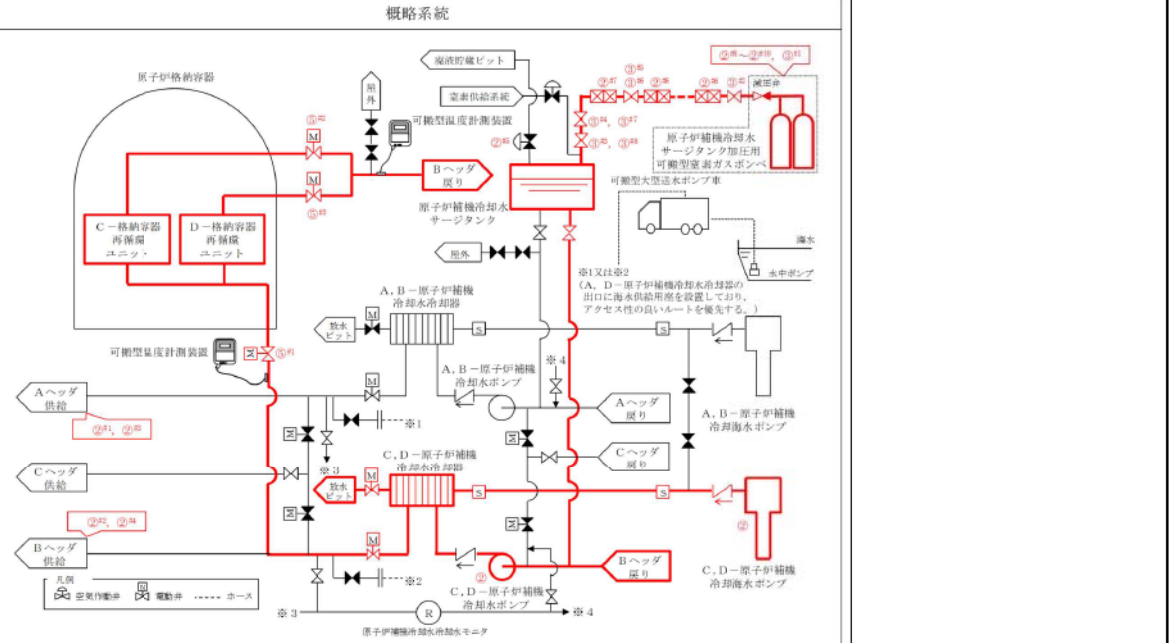 概略系統
原子炉格納容器
屋外
可搬型温度計測装置
廃液貯蔵ピット
窒素供給系統
減圧弁
原子炉補機冷却水
サージタンク加圧用
可搬型窒素ガスボンベ
Bヘッダ
戻り
原子炉補機冷却水
サージタンク
可搬型大型送水ポンプ車
海水
水中ポンプ
C-格納容器
再循環
ユニット
D-格納容器
再循環
ユニット
屋外
※1又は※2
(A,D-原子炉補機冷却水冷却器の
出口に海水供給用座を設置しており,
アクセス性の良いルートを優先する。)
A,B-原子炉補機
冷却水冷却器
放水
ピット
M
S
S
可搬型温度計測装置
M
A,B-原子炉補機
冷却水ポンプ
※4
Aヘッダ
供給
M
※1
Aヘッダ
戻り
A,B-原子炉補機
冷却海水ポンプ
M
M
Cヘッダ
戻り
※3
C,D-原子炉補機
冷却水冷却器
Cヘッダ
供給
放水
ピット
M
S
S
②
M
M
Bヘッダ
供給
M
②
Bヘッダ
戻り
C,D-原子炉補機
冷却海水ポンプ
※2
C,D-原子炉補機
冷却水ポンプ
凡例
空気作動弁
M
電動弁
ホース
※3
R
※4
原子炉補機冷却水冷却水モニタ